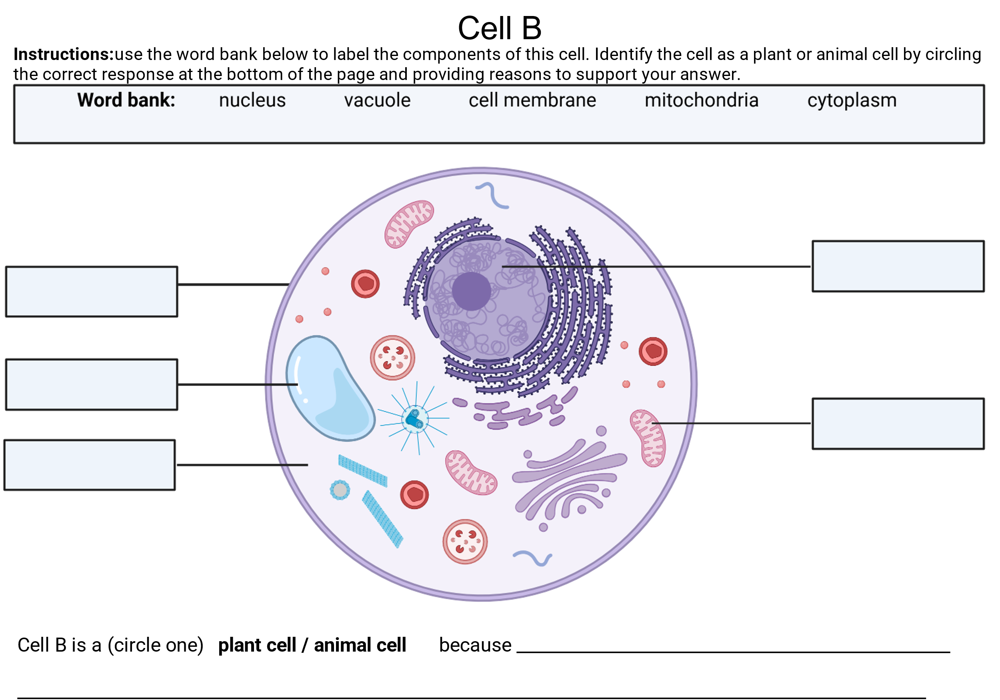 Cell B
Instructions:use the word bank below to label the components of this cell. Identify the cell as a plant or animal cell by circling
the correct response at the bottom of the page and providing reasons to support your answer.
Word bank: nucleus vacuole cell membrane mitochondria cytoplasm
Cell B is a (circle one) plant cell / animal cell because